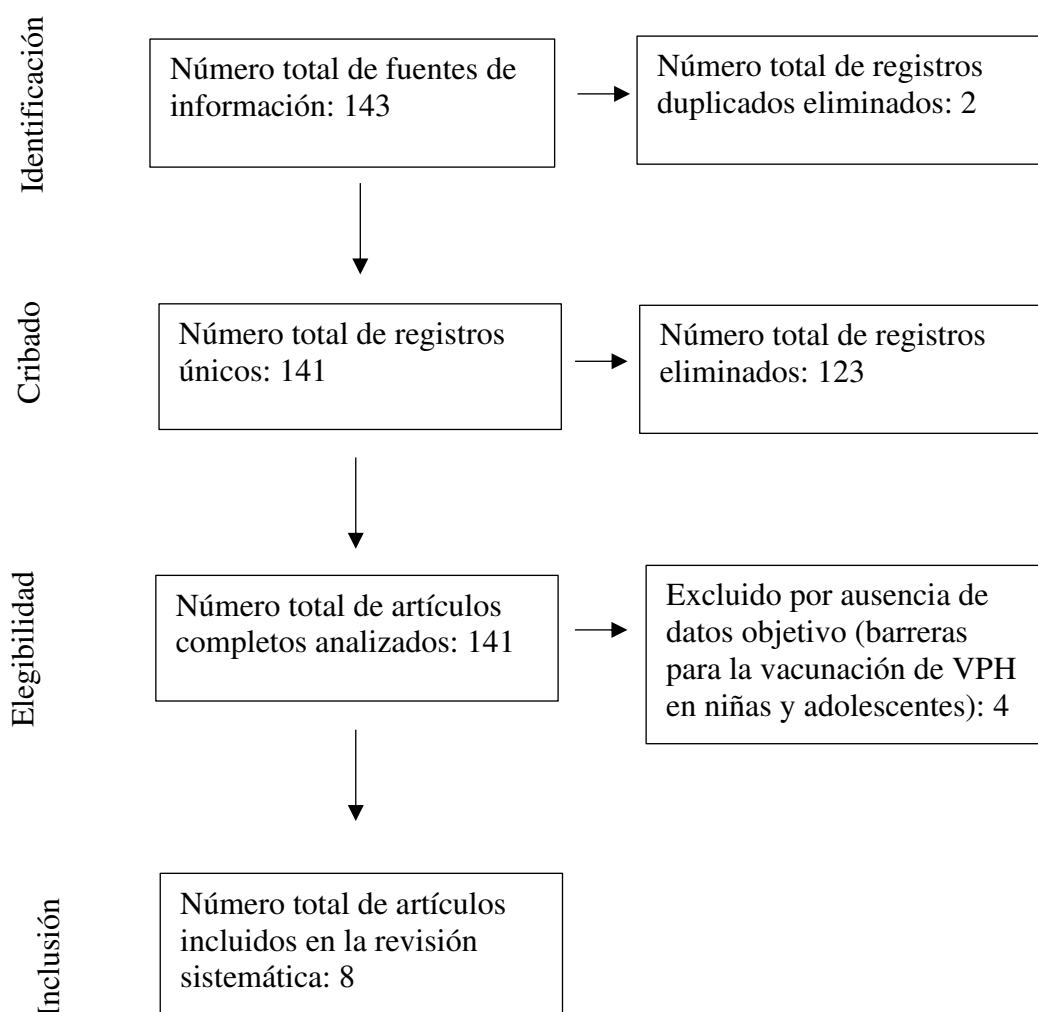 Identificación
Número total de fuentes de
información: 143
Número total de registros
duplicados eliminados: 2
Cribado
Número total de registros
únicos: 141
Número total de registros
eliminados: 123
Elegibilidad
Número total de artículos
completos analizados: 141
Excluido por ausencia de
datos objetivo (barreras
para la vacunación de VPH
en niñas y adolescentes): 4
Inclusión
Número total de artículos
incluidos en la revisión
sistemática: 8